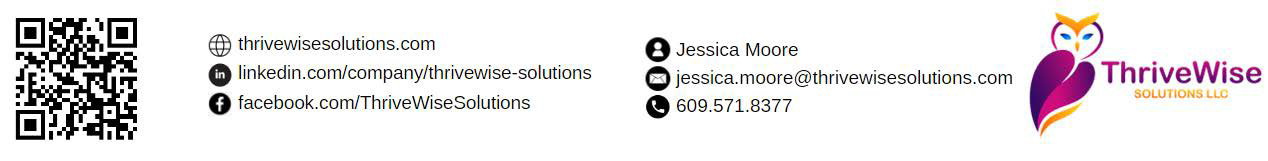 thrivewisesolutions.com
linkedin.com/company/thrivewise-solutions
facebook.com/ThriveWiseSolutions
Jessica Moore
jessica.moore@thrivewisesolutions.com
609.571.8377
ThriveWise
SOLUTIONS LLC